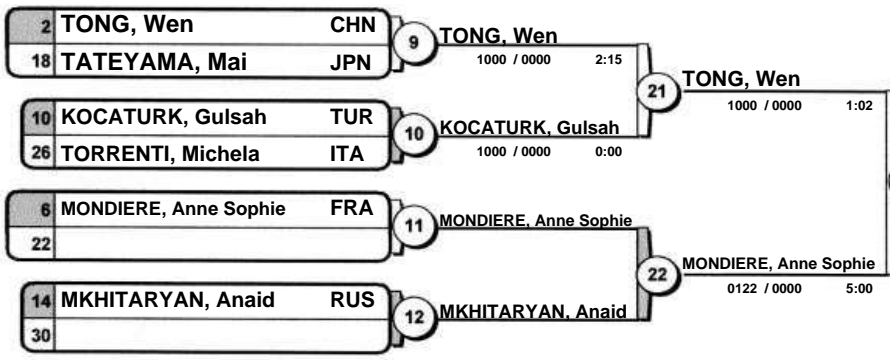 2 TONG, Wen CHN
18 TATEYAMA, Mai JPN
9
TONG, Wen
1000 / 0000 2:15
10 KOCATURK, Gulsah TUR
26 TORRENTI, Michela ITA
10
KOCATURK, Gulsah
1000 / 0000 0:00
21
TONG, Wen
1000 / 0000 1:02
6 MONDIERE, Anne Sophie FRA
22
11
MONDIERE, Anne Sophie
14 MKHITARYAN, Anaid RUS
30
12
MKHITARYAN, Anaid
22
MONDIERE, Anne Sophie
0122 / 0000 5:00